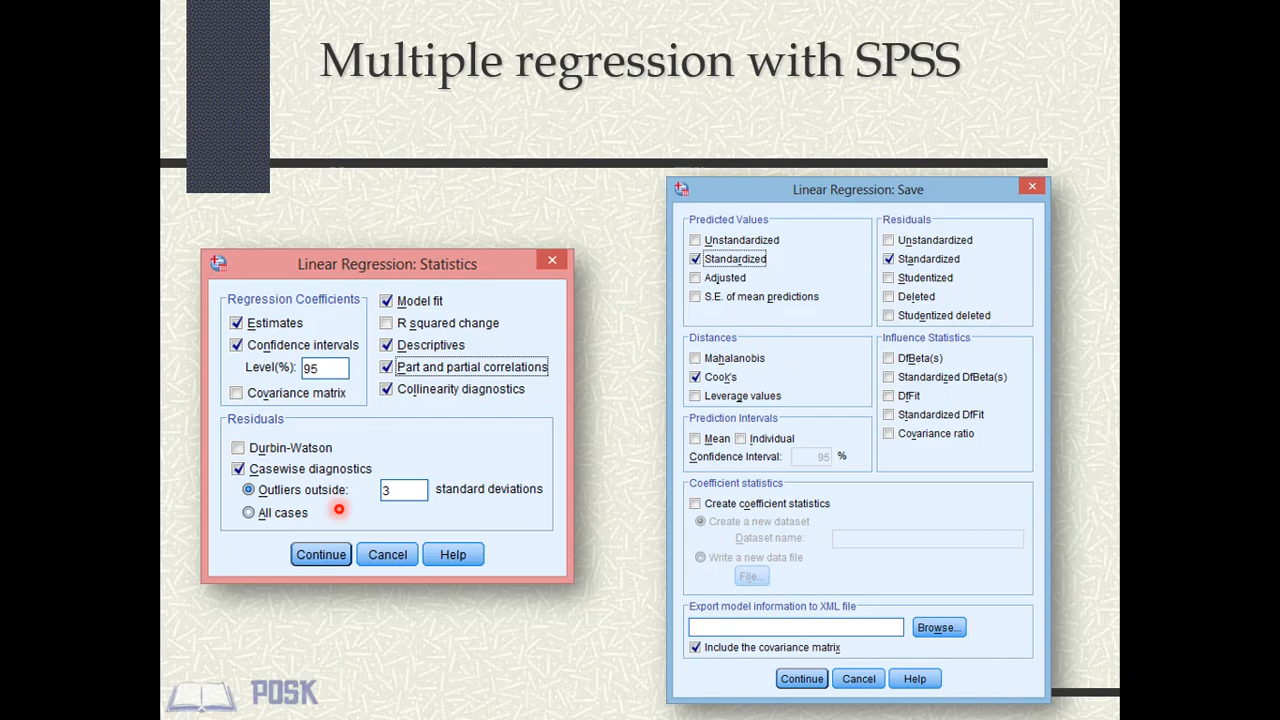 Multiple regression with SPSS
Linear Regression: Statistics
Regression Coefficients
Estimates
Confidence intervals
Level(%): 95
Covariance matrix
Model fit
R squared change
Descriptives
Part and partial correlations
Collinearity diagnostics
Residuals
Durbin-Watson
Casewise diagnostics
Outliers outside: 3 standard deviations
All cases
Continue Cancel Help
Linear Regression: Save
Predicted Values
Unstandardized
Standardized
Adjusted
S.E. of mean predictions
Residuals
Unstandardized
Standardized
Studentized
Deleted
Studentized deleted
Distances
Mahalanobis
Cook's
Leverage values
Influence Statistics
DfBeta(s)
Standardized DfBeta(s)
DfFit
Standardized DfFit
Covariance ratio
Prediction Intervals
Mean Individual
Confidence Interval: 95 %
Coefficient statistics
Create coefficient statistics
Create a new dataset
Dataset name:
Write a new data file
File...
Export model information to XML file
Browse...
Include the covariance matrix
Continue Cancel Help
POSK